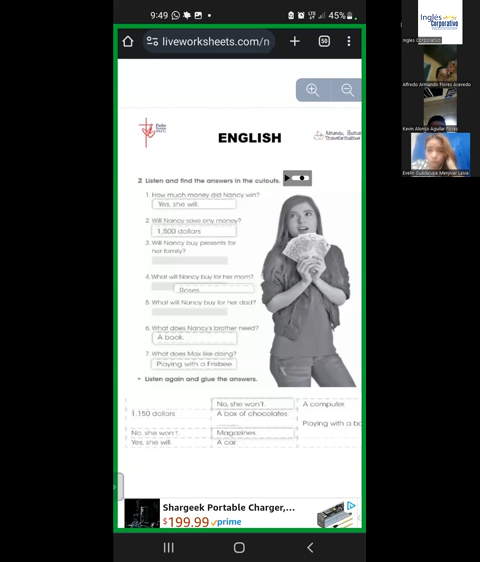 9:49
45%
liveworksheets.com/n
50
ENGLISH
2 Listen and find the answers in the cutouts.
1. How much money did Nancy win?
Yes, she will.
2. Will Nancy save any money?
1,500 dollars
3. Will Nancy buy presents for
her family?
4. What will Nancy buy for her mom?
Roses
5. What will Nancy buy for her dad?
6. What does Nancy's brother need?
A book.
7. What does Max like doing?
Playing with a Frisbee
Listen again and glue the answers.
No, she won't.
A computer.
1,150 dollars
A box of chocolates
Playing with a
No, she won't.
Magazines.
Yes, she will.
A car
Shargeek Portable Charger,...
$199.99 prime
Inglés
Corporativo
Ingles Corporativo
Alfredo Armando Flores Acevedo
Kevin Alonso Aguilar
Evelin Guadalupe Menjivar Leiva